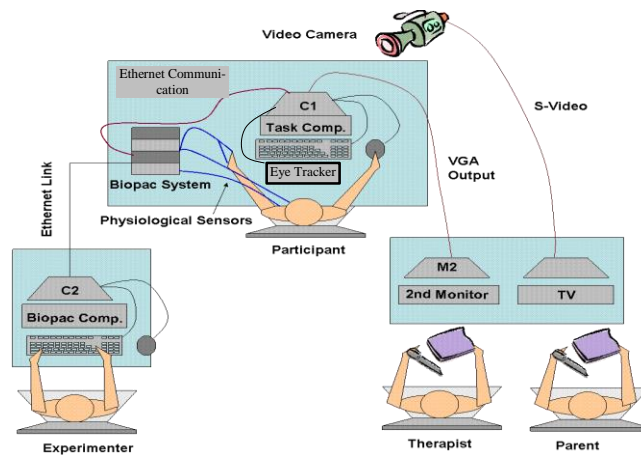 Video Camera
Ethernet Communi-
cation
C1
Task Comp.
S-Video
Eye Tracker
VGA
Output
Biopac System
Physiological Sensors
Ethernet Link
Participant
C2
Biopac Comp.
M2
2nd Monitor
TV
Experimenter
Therapist
Parent